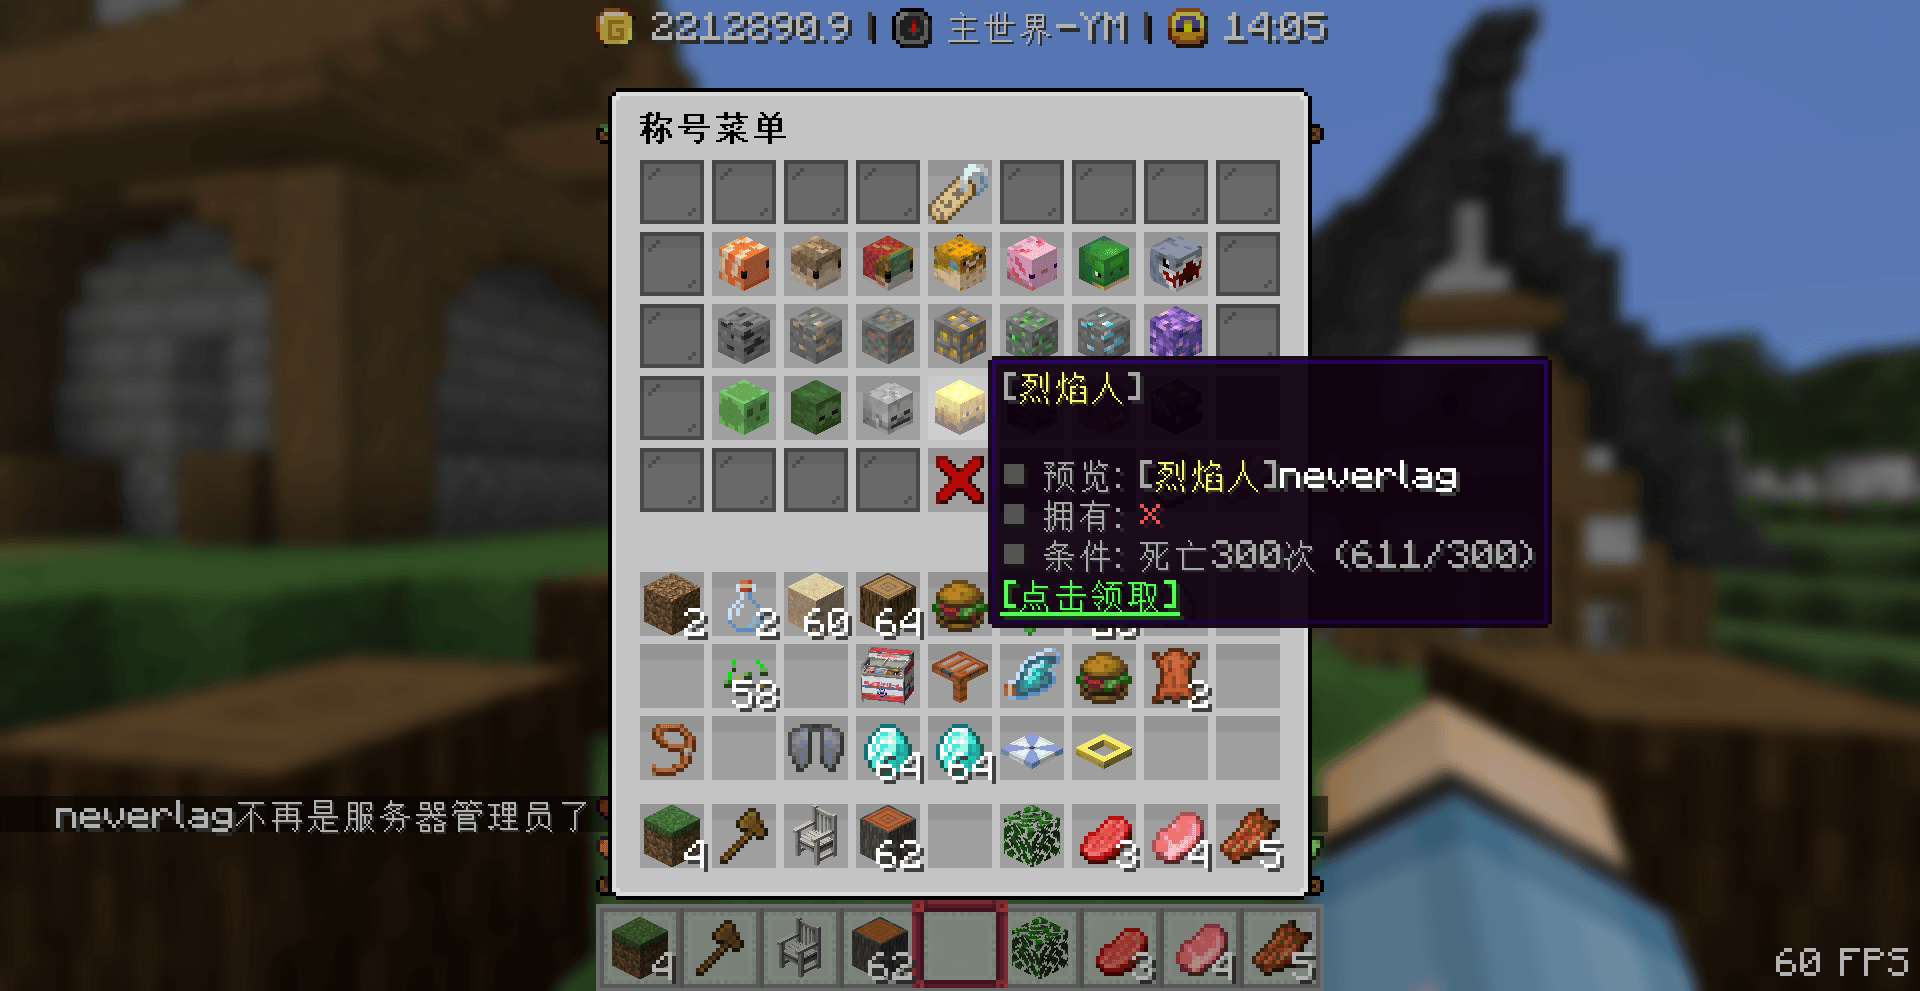 2212890.9 | 主世界-YM | 14:05
称号菜单
[烈焰人]
预览: [烈焰人]neverlag
拥有: ✕
条件: 死亡300次 (611/300)
[点击领取]
2 2 60 64
58 2
64 64
4 62 3 4 5
neverlag不再是服务器管理员了
4 62 3 4 5
60 FPS